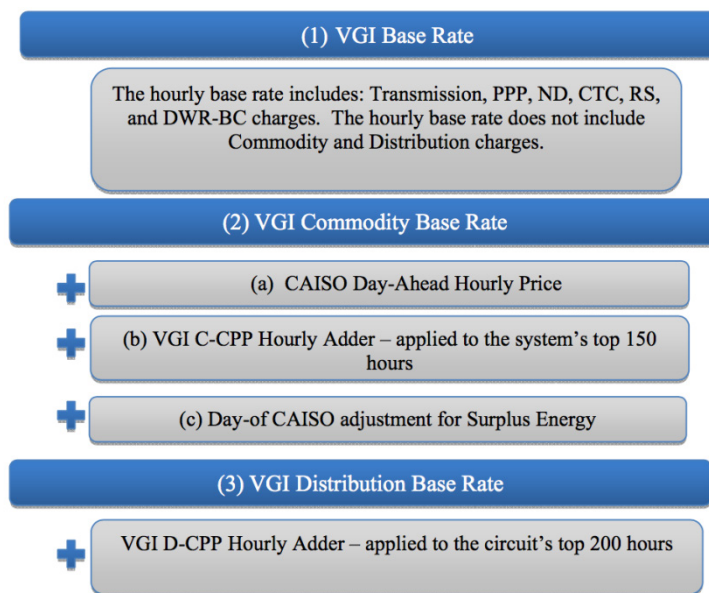 (1) VGI Base Rate
The hourly base rate includes: Transmission, PPP, ND, CTC, RS,
and DWR-BC charges. The hourly base rate does not include
Commodity and Distribution charges.
(2) VGI Commodity Base Rate
(a) CAISO Day-Ahead Hourly Price
(b) VGI C-CPP Hourly Adder – applied to the system's top 150
hours
(c) Day-of CAISO adjustment for Surplus Energy
(3) VGI Distribution Base Rate
VGI D-CPP Hourly Adder – applied to the circuit's top 200 hours